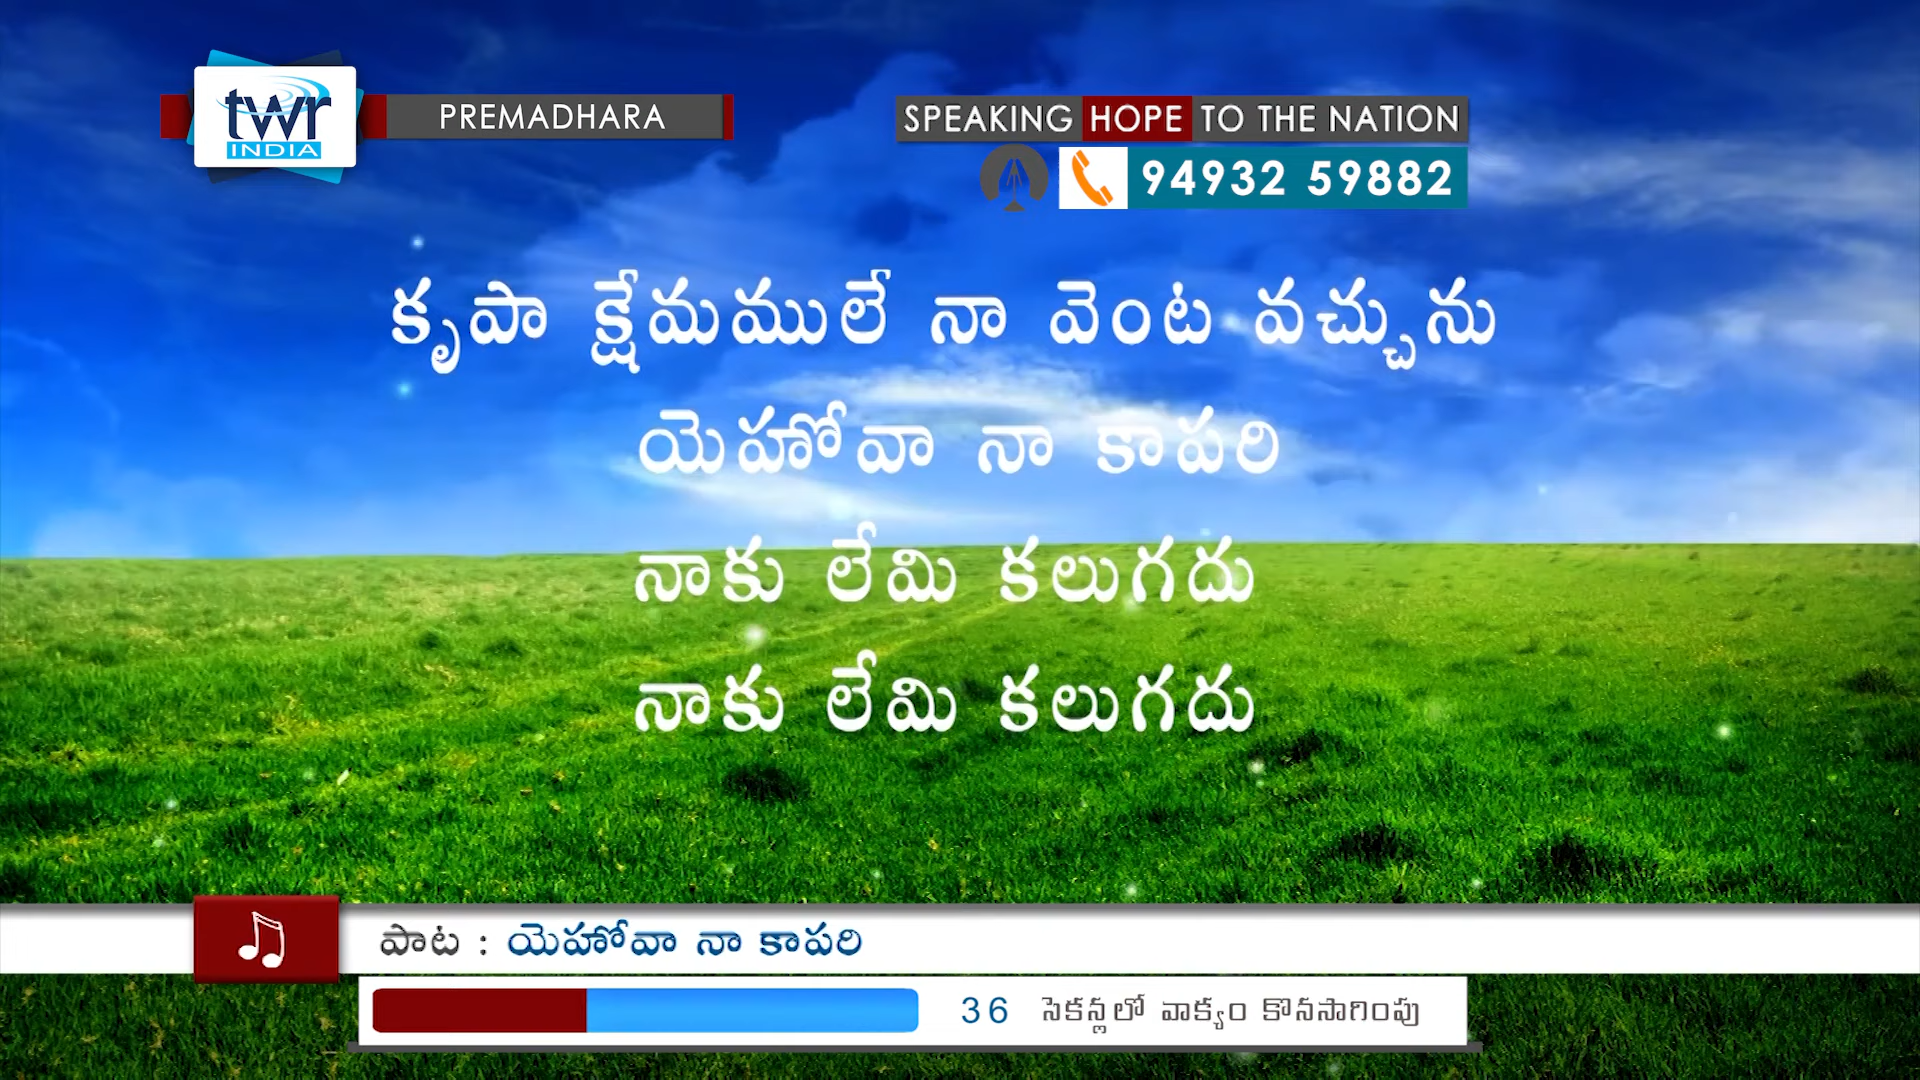 twr
INDIA
PREMADHARA
SPEAKING HOPE TO THE NATION
94932 59882
కృపా క్షేమములే నా వెంట వచ్చును
యెహోవా నా కాపరి
నాకు లేమి కలుగదు
నాకు లేమి కలుగదు
పాట : యెహోవా నా కాపరి
36 సెకన్లలో వాక్యం కొనసాగింపు